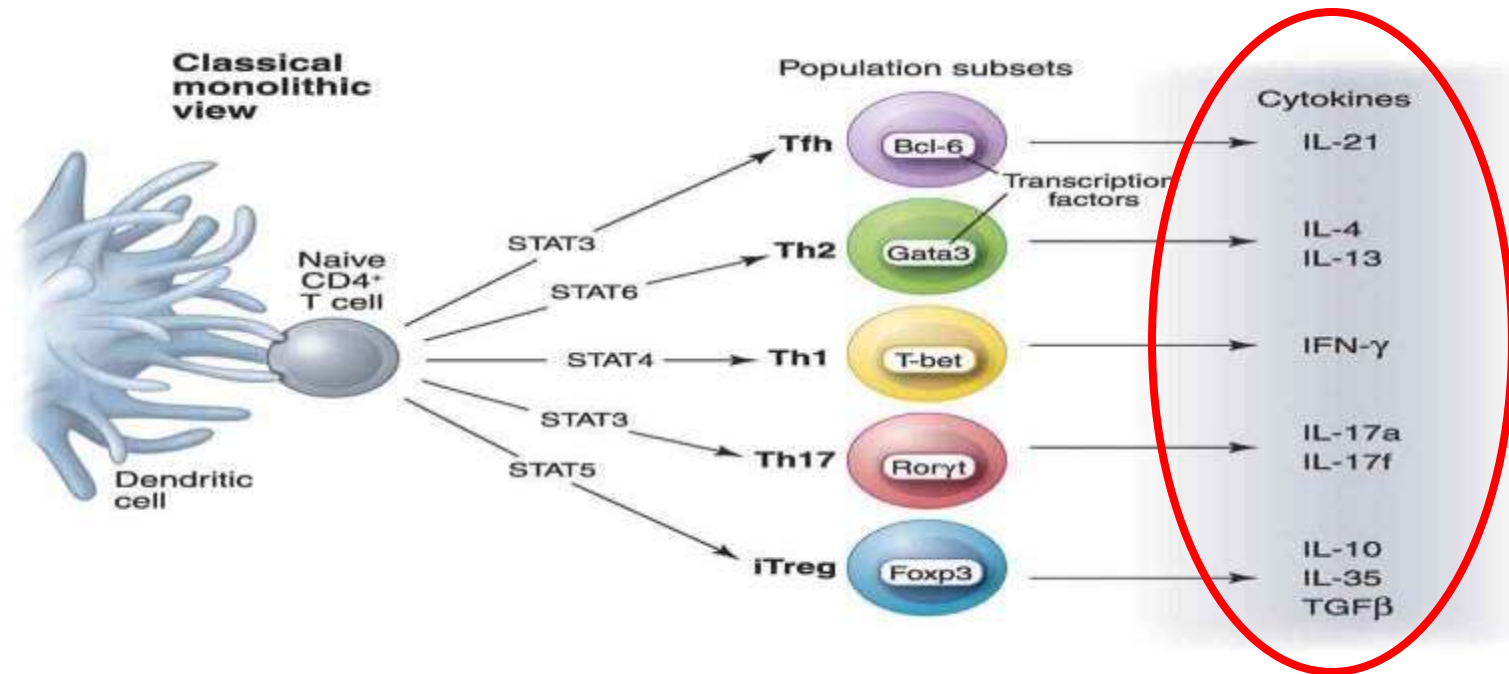 Classical
monolithic
view
Population subsets
Cytokines
Tfh
Bcl-6
IL-21
Transcription
factors
STAT3
Th2
Gata3
IL-4
IL-13
Naive
CD4+
T cell
STAT6
STAT4
Th1
T-bet
IFN-γ
STAT3
Th17
Rorγt
IL-17a
IL-17f
STAT5
Dendritic
cell
iTreg
Foxp3
IL-10
IL-35
TGFβ